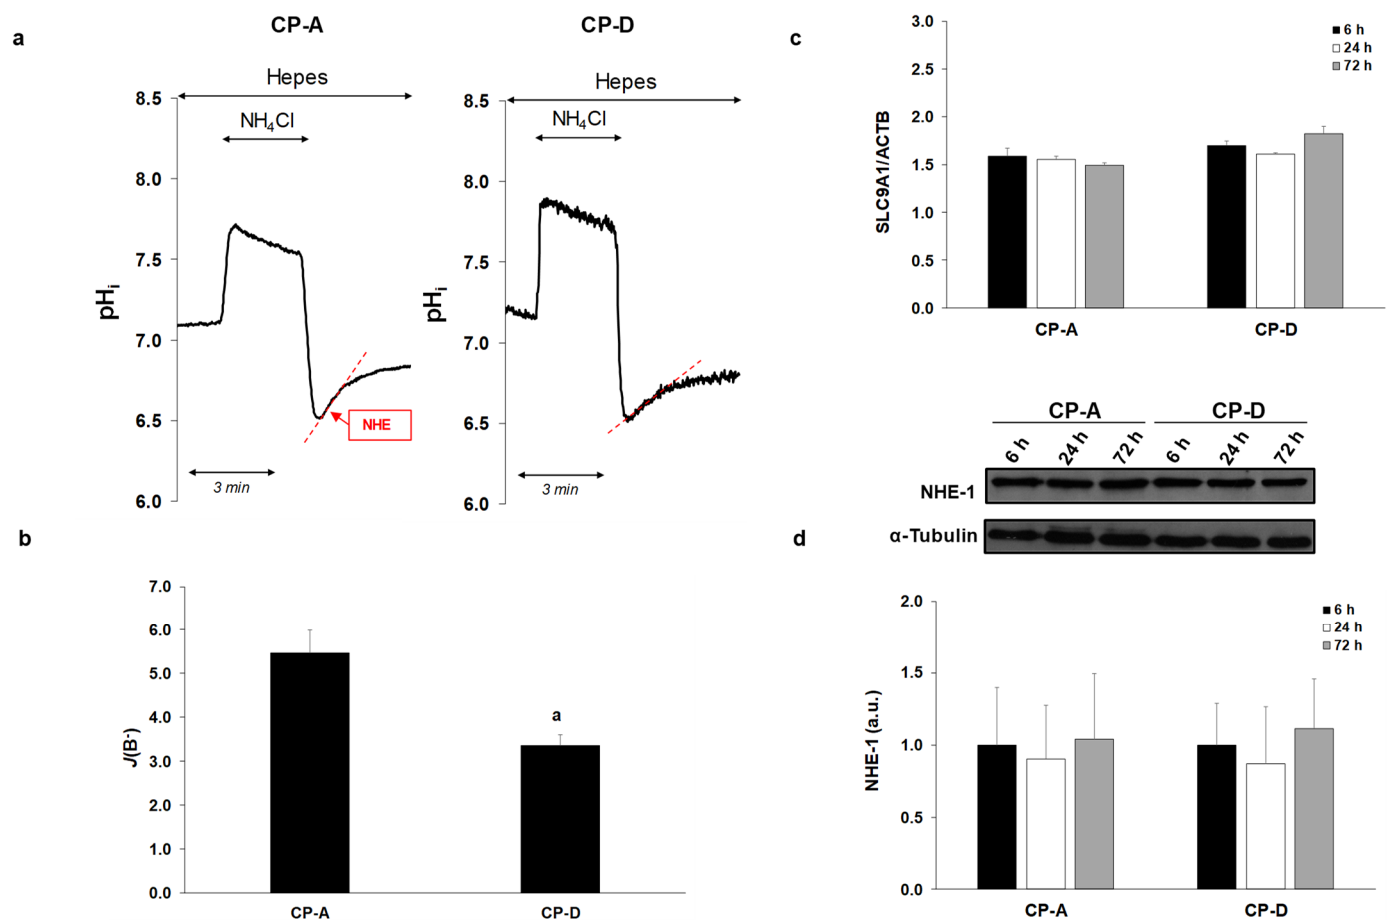 a
CP-A
Hepes
NH4Cl
pHi
8.5
8.0
7.5
7.0
6.5
6.0
NHE
3 min
CP-D
Hepes
NH4Cl
pHi
8.5
8.0
7.5
7.0
6.5
6.0
3 min
b
J(B-)
7.0
6.0
5.0
4.0
3.0
2.0
1.0
0.0
a
CP-A
CP-D
c
SLC9A1/ACTB
3.0
2.5
2.0
1.5
1.0
0.5
0.0
6 h
24 h
72 h
CP-A
CP-D
d
CP-A
CP-D
6 h
24 h
72 h
6 h
24 h
72 h
NHE-1
α-Tubulin
NHE-1 (a.u.)
2.0
1.5
1.0
0.5
0.0
6 h
24 h
72 h
CP-A
CP-D